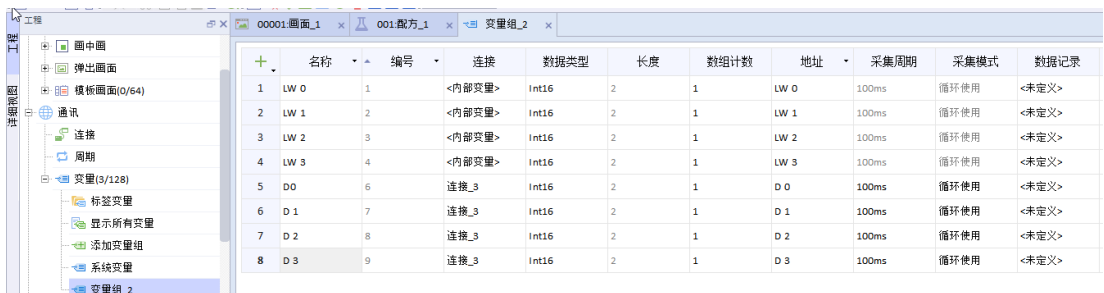 工程
00001:画面_1 × 001:配方_1 × 变量组_2 ×
工程
详细视图
画中画
弹出画面
模板画面(0/64)
通讯
连接
周期
变量(3/128)
标签变量
显示所有变量
添加变量组
系统变量
变量组_2
名称 编号 连接 数据类型 长度 数组计数 地址 采集周期 采集模式 数据记录
1 LW 0 1 <内部变量> Int16 2 1 LW 0 100ms 循环使用 <未定义>
2 LW 1 2 <内部变量> Int16 2 1 LW 1 100ms 循环使用 <未定义>
3 LW 2 3 <内部变量> Int16 2 1 LW 2 100ms 循环使用 <未定义>
4 LW 3 4 <内部变量> Int16 2 1 LW 3 100ms 循环使用 <未定义>
5 D0 6 连接_3 Int16 2 1 D 0 100ms 循环使用 <未定义>
6 D 1 7 连接_3 Int16 2 1 D 1 100ms 循环使用 <未定义>
7 D 2 8 连接_3 Int16 2 1 D 2 100ms 循环使用 <未定义>
8 D 3 9 连接_3 Int16 2 1 D 3 100ms 循环使用 <未定义>